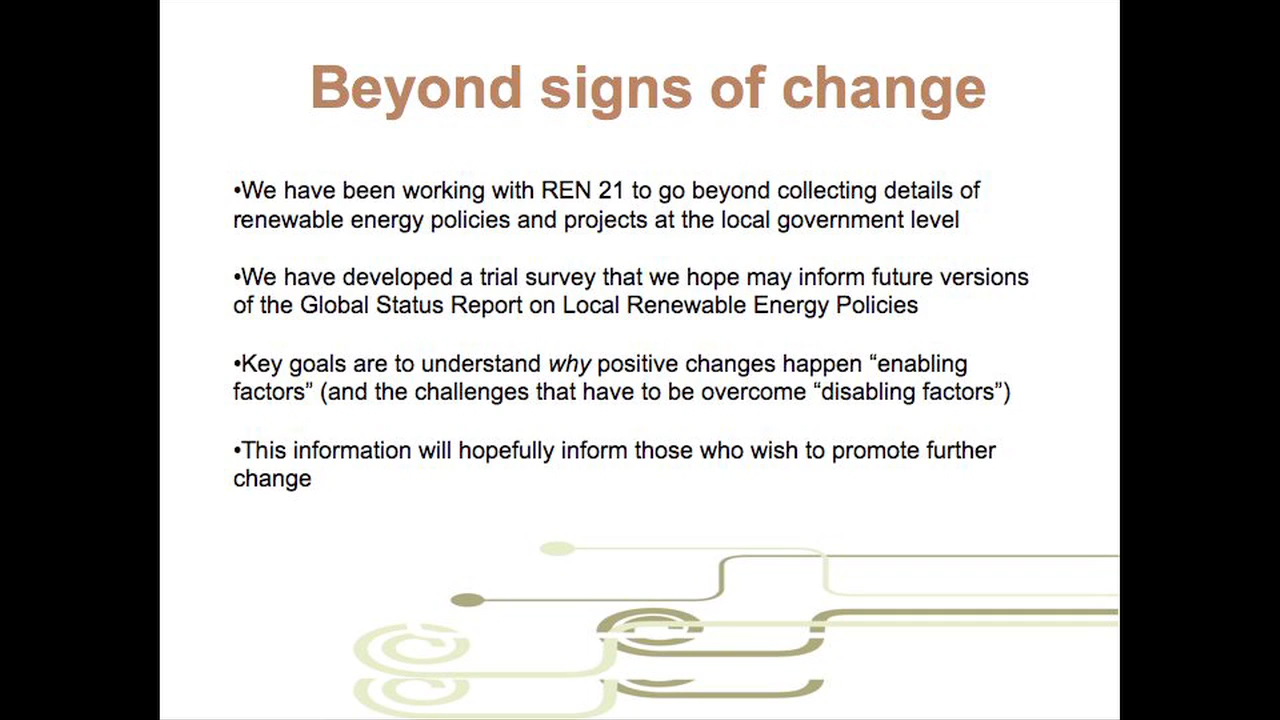 Beyond signs of change
•We have been working with REN 21 to go beyond collecting details of
renewable energy policies and projects at the local government level
•We have developed a trial survey that we hope may inform future versions
of the Global Status Report on Local Renewable Energy Policies
•Key goals are to understand why positive changes happen “enabling
factors” (and the challenges that have to be overcome “disabling factors”)
•This information will hopefully inform those who wish to promote further
change